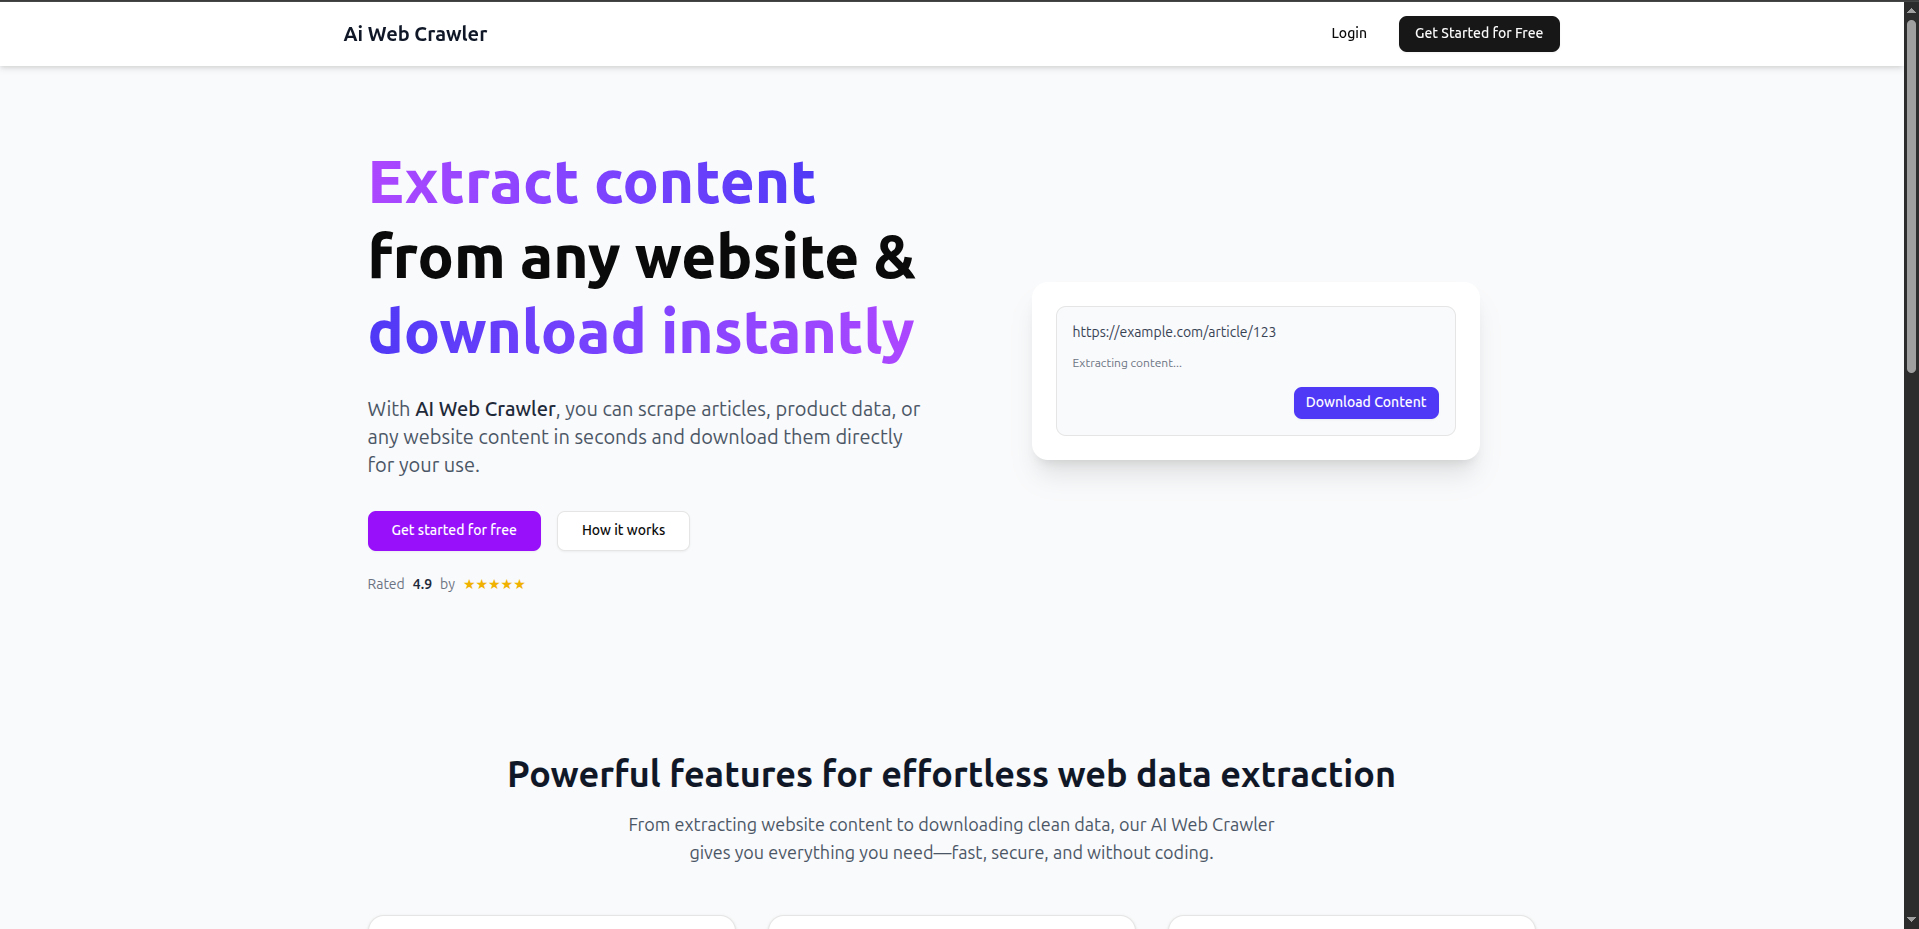 Ai Web Crawler
Login
Get Started for Free
Extract content
from any website &
download instantly
With AI Web Crawler, you can scrape articles, product data, or
any website content in seconds and download them directly
for your use.
Get started for free
How it works
Rated 4.9 by ★★★★★
https://example.com/article/123
Extracting content...
Download Content
Powerful features for effortless web data extraction
From extracting website content to downloading clean data, our AI Web Crawler
gives you everything you need—fast, secure, and without coding.